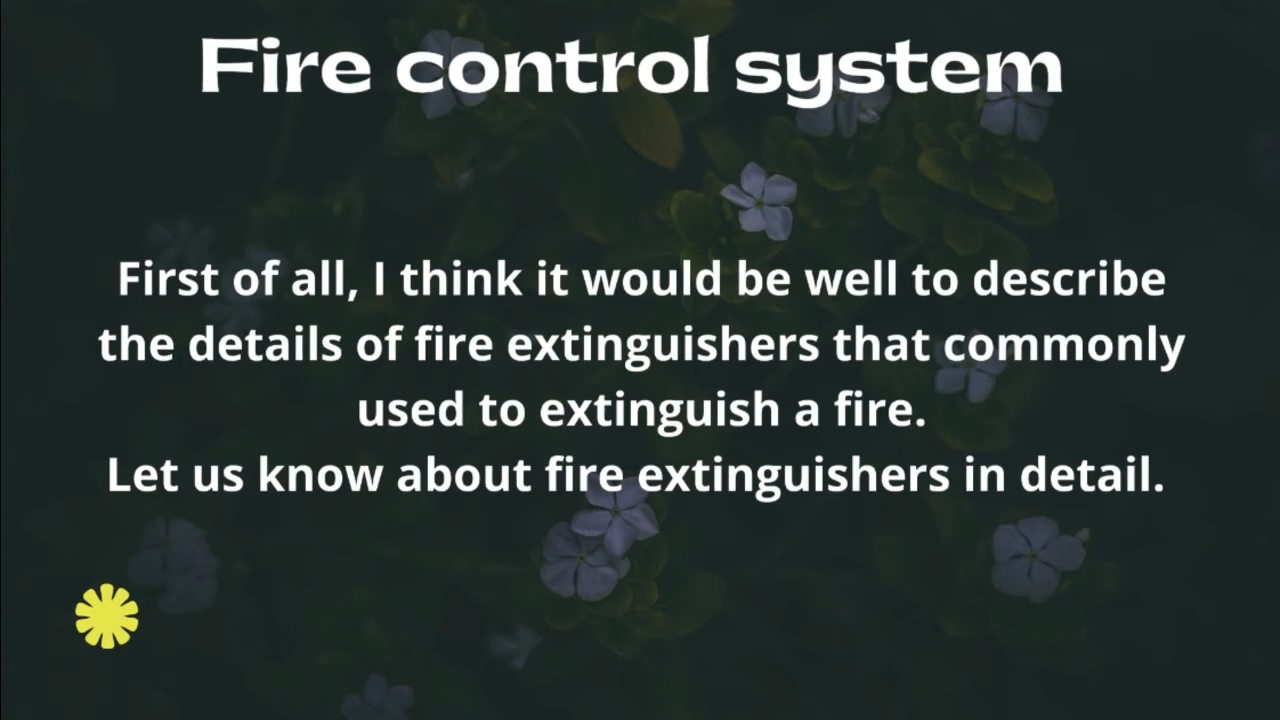 Fire control system
First of all, I think it would be well to describe
the details of fire extinguishers that commonly
used to extinguish a fire.
Let us know about fire extinguishers in detail.